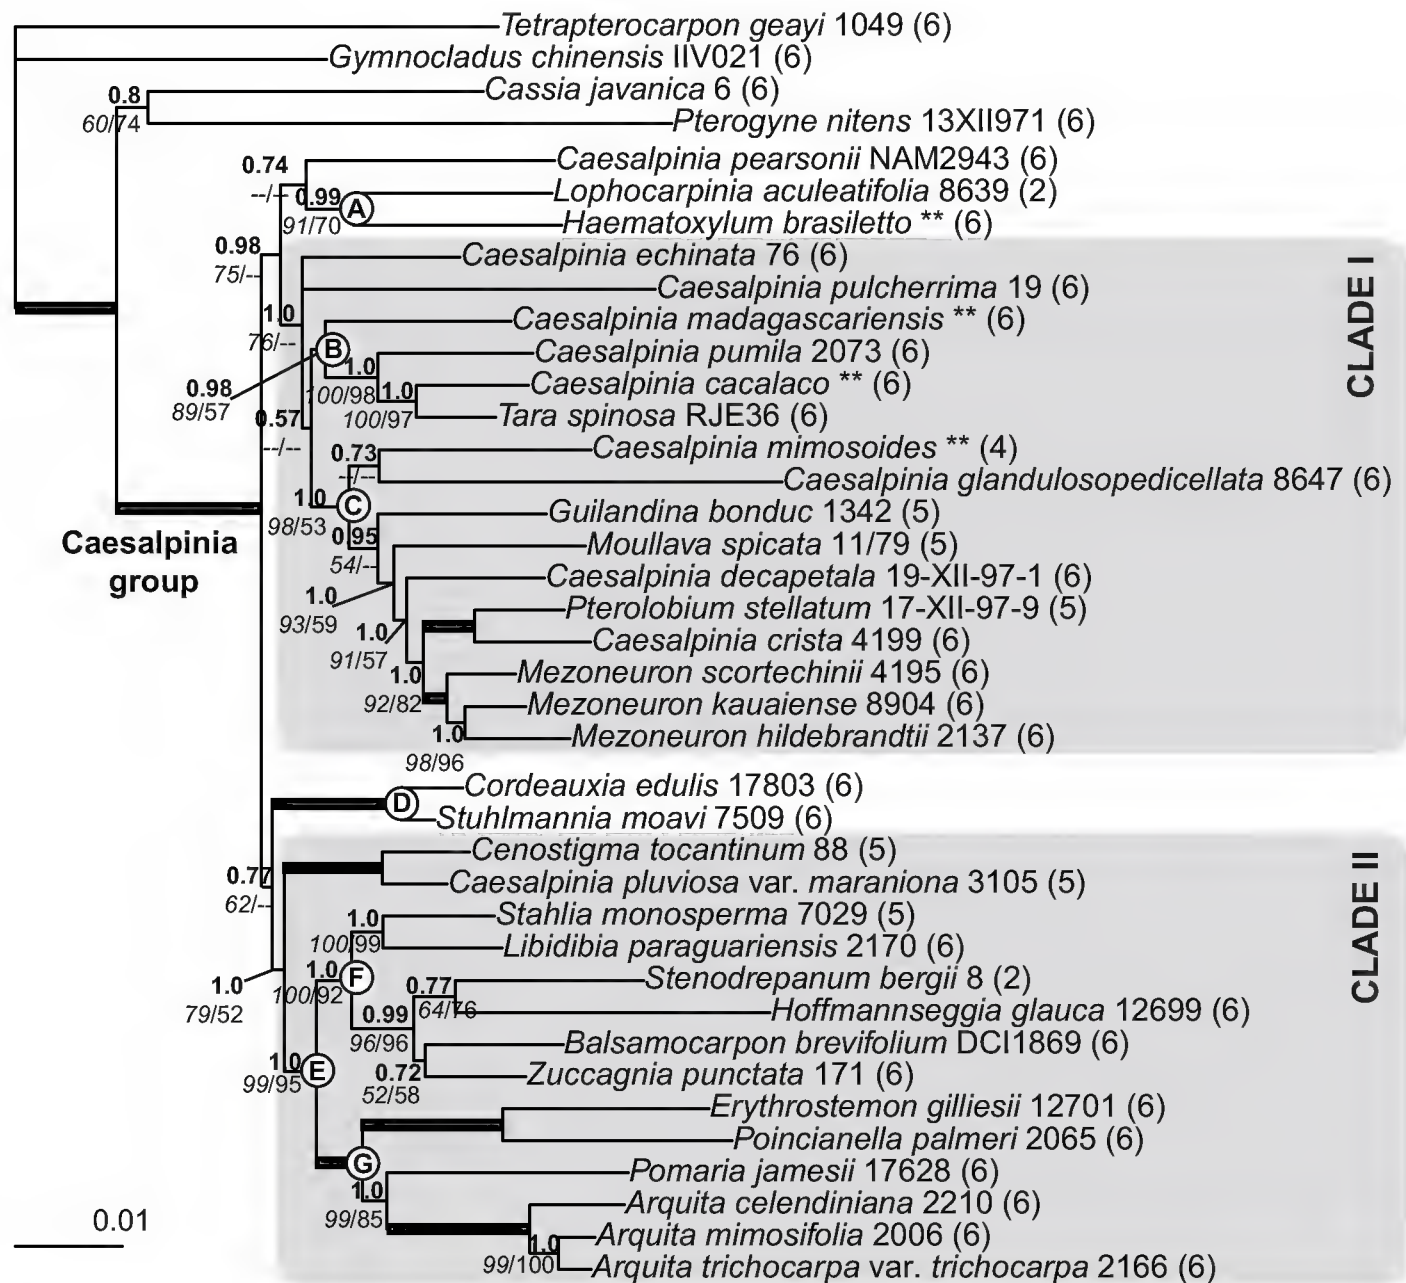 Tetrapterocarpon geayi 1049 (6)
Gymnocladus chinensis IIV021 (6)
Cassia javanica 6 (6)
0.8
60/74
Pterogyne nitens 13XII971 (6)
Caesalpinia pearsonii NAM2943 (6)
0.74
--/--
Lophocarpinia aculeatifolia 8639 (2)
0.99
A
91/70
Haematoxylum brasiletto ** (6)
0.98
75/--
Caesalpinia echinata 76 (6)
CLADE I
Caesalpinia pulcherrima 19 (6)
1.0
76/--
Caesalpinia madagascariensis ** (6)
B
Caesalpinia pumila 2073 (6)
1.0
100/98
0.98
89/57
Caesalpinia cacalaco ** (6)
1.0
100/97
Tara spinosa RJE36 (6)
0.57
--/--
Caesalpinia mimosoides ** (4)
0.73
--/--
Caesalpinia glandulosopedicellata 8647 (6)
1.0
C
98/53
Guilandina bonduc 1342 (5)
0.95
54/--
Caesalpinia
group
Moullava spicata 11/79 (5)
Caesalpinia decapetala 19-XII-97-1 (6)
1.0
93/59
Pterolobium stellatum 17-XII-97-9 (5)
1.0
91/57
Caesalpinia crista 4199 (6)
Mezoneuron scortechinii 4195 (6)
1.0
92/82
Mezoneuron kauaiense 8904 (6)
Mezoneuron hildebrandtii 2137 (6)
1.0
98/96
Cordeauxia edulis 17803 (6)
D
Stuhlmannia moavi 7509 (6)
Cenostigma tocantinum 88 (5)
CLADE II
0.77
62/--
Caesalpinia pluviosa var. maraniona 3105 (5)
Stahlia monosperma 7029 (5)
1.0
100/99
Libidibia paraguariensis 2170 (6)
1.0
F
100/92
Stenodrepanum bergii 8 (2)
0.77
64/76
1.0
79/52
Hoffmannseggia glauca 12699 (6)
0.99
96/96
Balsamocarpon brevifolium DCI1869 (6)
Zuccagnia punctata 171 (6)
0.72
52/58
1.0
E
99/95
Erythrostemon gilliesii 12701 (6)
Poincianella palmeri 2065 (6)
G
Pomaria jamesii 17628 (6)
1.0
99/85
Arquita celendiniana 2210 (6)
0.01
Arquita mimosifolia 2006 (6)
1.0
99/100
Arquita trichocarpa var. trichocarpa 2166 (6)